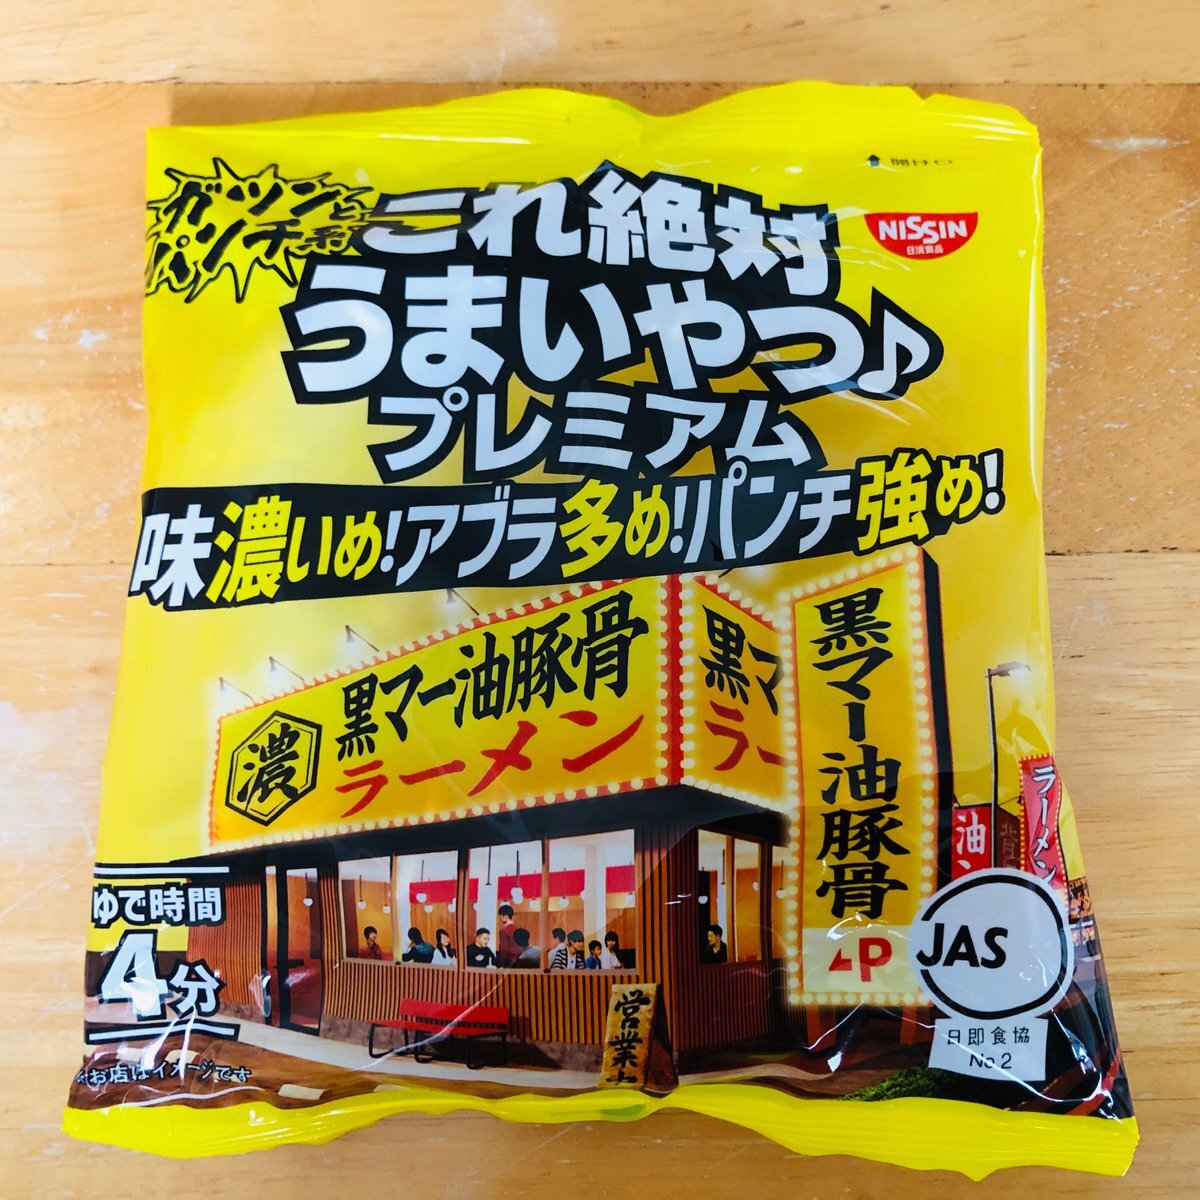 開け口
ガツンと
パンチ系
これ絶対
うまいやつ♪
プレミアム
NISSIN
日清食品
味濃いめ!アブラ多め!パンチ強め!
濃
黒マー油豚骨
ラーメン
黒マ
ラー
黒マー油豚骨
P
ラーメン
油
背
営業
ゆで時間
4分
JAS
日即食協
No2
お店はイメージです